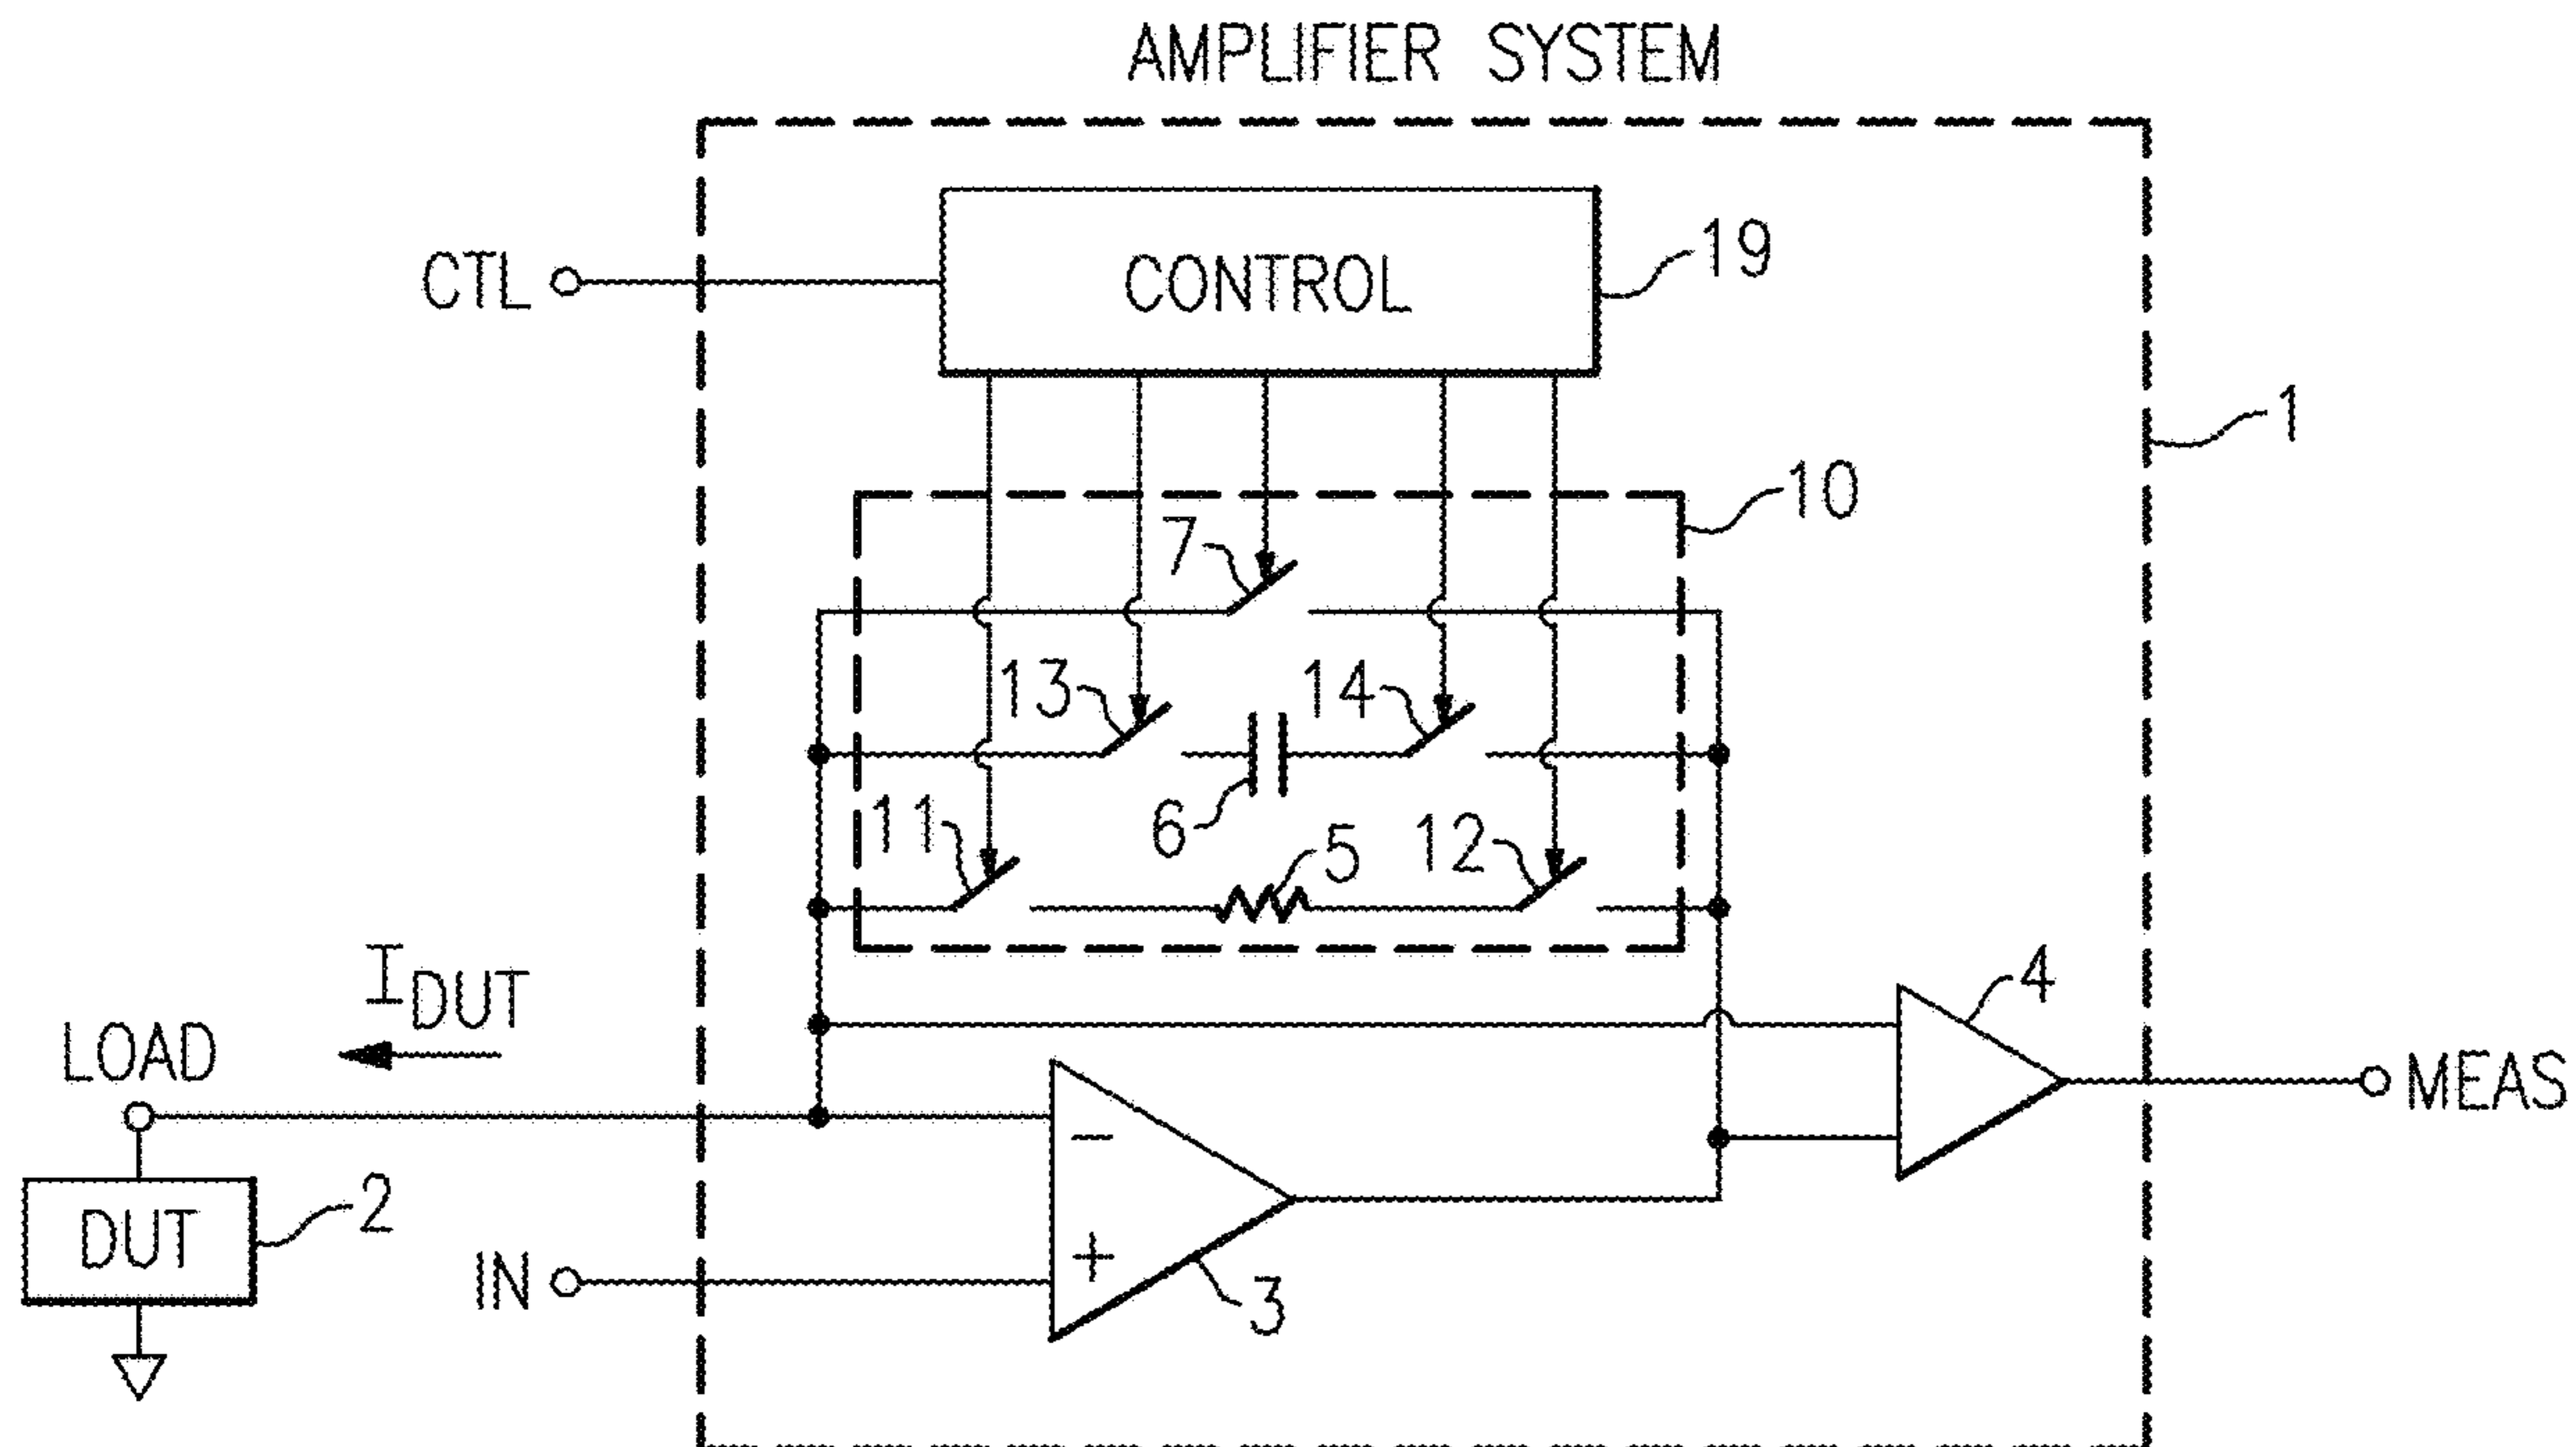 AMPLIFIER SYSTEM
CTL
CONTROL
19
1
10
7
13
14
6
11
5
12
I DUT
LOAD
4
MEAS
DUT
2
IN
−
+
3